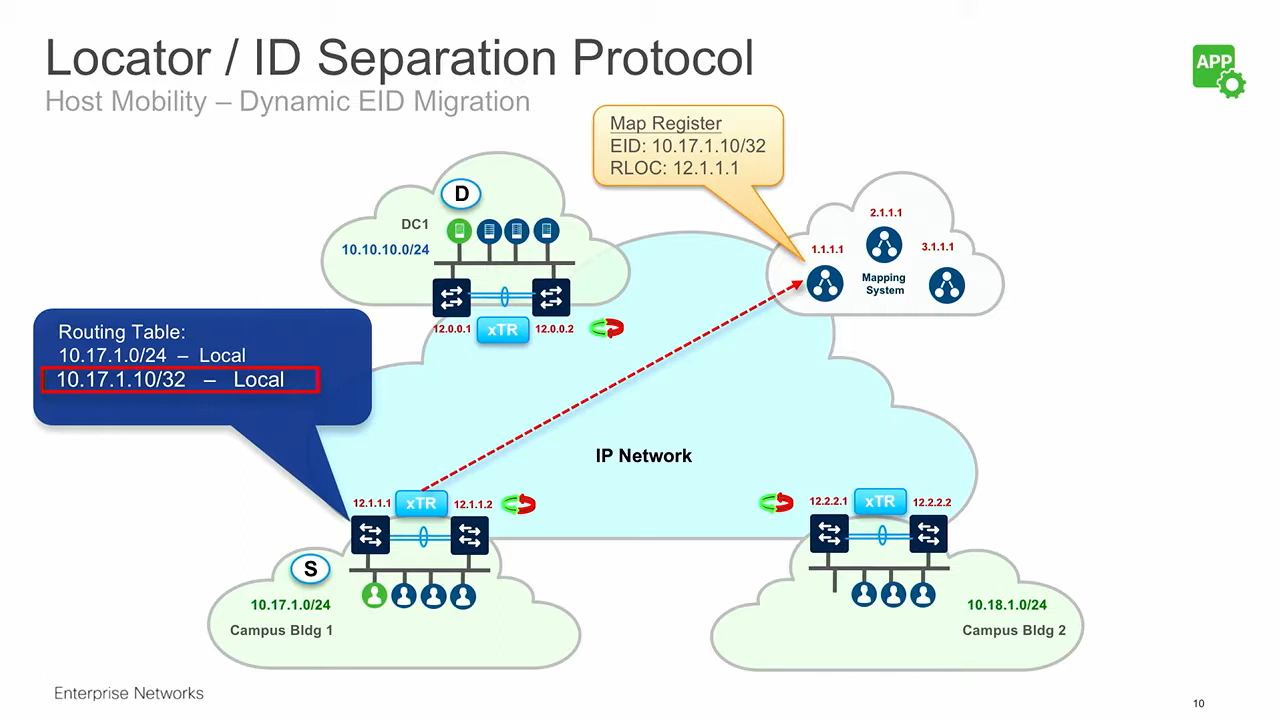 Locator / ID Separation Protocol
Host Mobility – Dynamic EID Migration
APP
Map Register
EID: 10.17.1.10/32
RLOC: 12.1.1.1
D
DC1
10.10.10.0/24
2.1.1.1
1.1.1.1
3.1.1.1
Mapping
System
12.0.0.1
xTR
12.0.0.2
Routing Table:
10.17.1.0/24 – Local
10.17.1.10/32 – Local
IP Network
12.1.1.1
xTR
12.1.1.2
12.2.2.1
xTR
12.2.2.2
S
10.17.1.0/24
Campus Bldg 1
10.18.1.0/24
Campus Bldg 2
Enterprise Networks
10